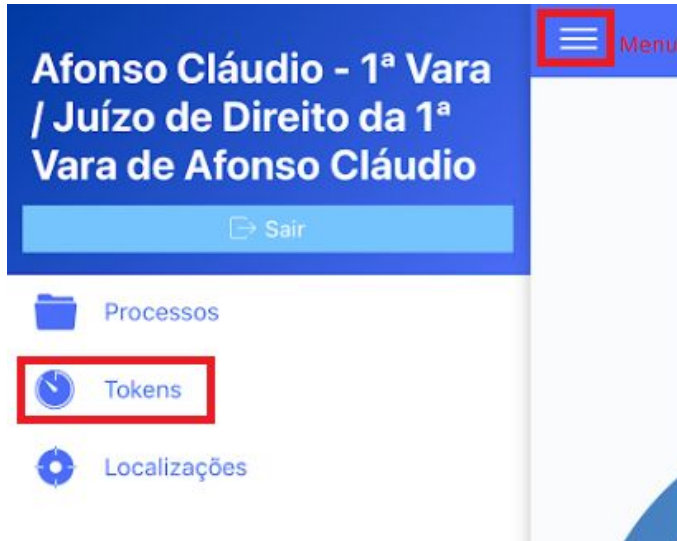 Afonso Cláudio - 1ª Vara
/ Juízo de Direito da 1ª
Vara de Afonso Cláudio
Sair
Processos
Tokens
Localizações
Menu